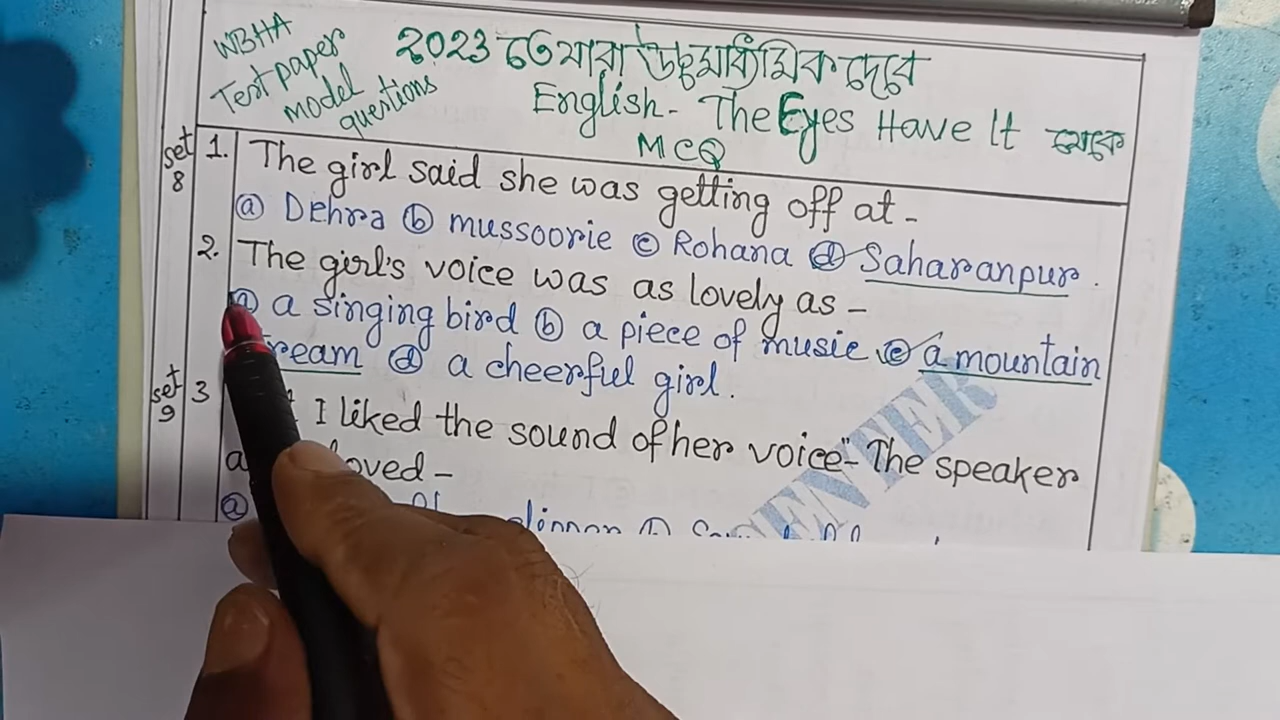 WBHA
Test paper
model
questions
2023 তে যারা উচ্চমাধ্যমিক দেবে
English - The Eyes Have It থেকে
MCQ
set 8
1. The girl said she was getting off at -
ⓐ Dehra ⓑ mussoorie ⓒ Rohana ⓓ Saharanpur.
2. The girl's voice was as lovely as -
ⓐ a singing bird ⓑ a piece of music ⓒ a mountain
ⓓ a cheerful girl.
set 9
3 I liked the sound of her voice" - The speaker
ⓐ
CENTER